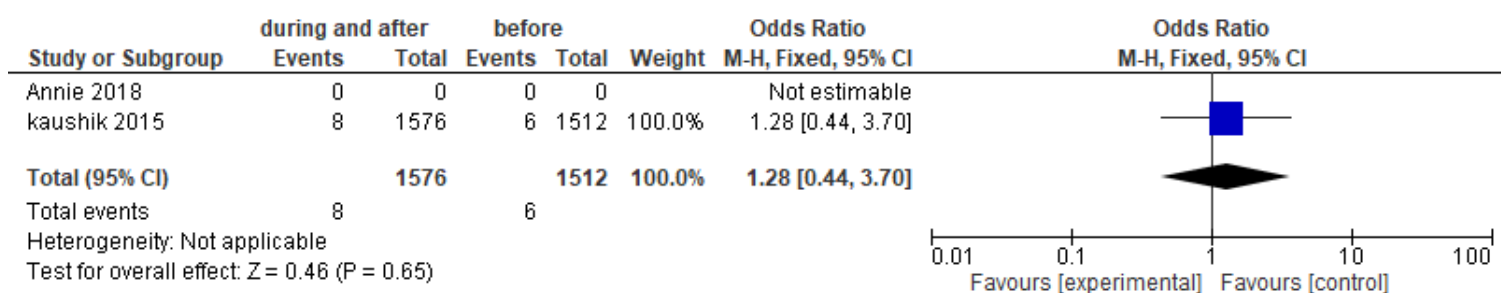 during and after before Odds Ratio Odds Ratio
Study or Subgroup Events Total Events Total Weight M-H, Fixed, 95% CI M-H, Fixed, 95% CI
Annie 2018 0 0 0 0 Not estimable
kaushik 2015 8 1576 6 1512 100.0% 1.28 [0.44, 3.70]
Total (95% CI) 1576 1512 100.0% 1.28 [0.44, 3.70]
Total events 8 6
Heterogeneity: Not applicable
Test for overall effect: Z = 0.46 (P = 0.65)
0.01 0.1 1 10 100
Favours [experimental] Favours [control]